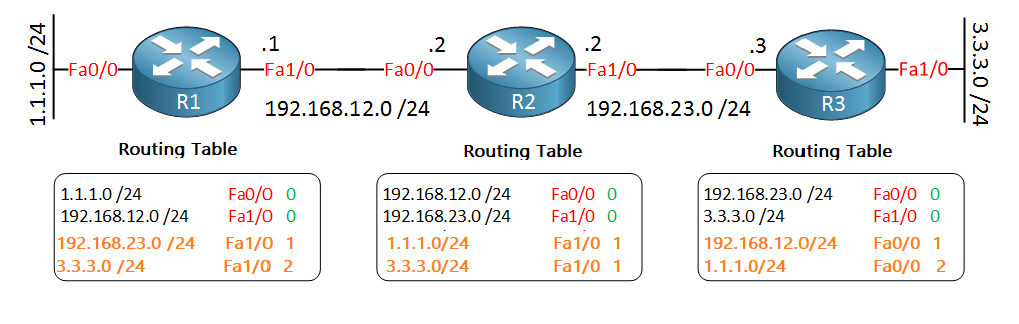 1.1.1.0 /24
Fa0/0
R1
.1
Fa1/0
192.168.12.0 /24
.2
Fa0/0
R2
.2
Fa1/0
192.168.23.0 /24
.3
Fa0/0
R3
Fa1/0
3.3.3.0 /24
Routing Table
1.1.1.0 /24 Fa0/0 0
192.168.12.0 /24 Fa1/0 0
192.168.23.0 /24 Fa1/0 1
3.3.3.0 /24 Fa1/0 2
Routing Table
192.168.12.0 /24 Fa0/0 0
192.168.23.0 /24 Fa1/0 0
1.1.1.0/24 Fa1/0 1
3.3.3.0/24 Fa1/0 1
Routing Table
192.168.23.0 /24 Fa0/0 0
3.3.3.0 /24 Fa1/0 0
192.168.12.0/24 Fa0/0 1
1.1.1.0/24 Fa0/0 2